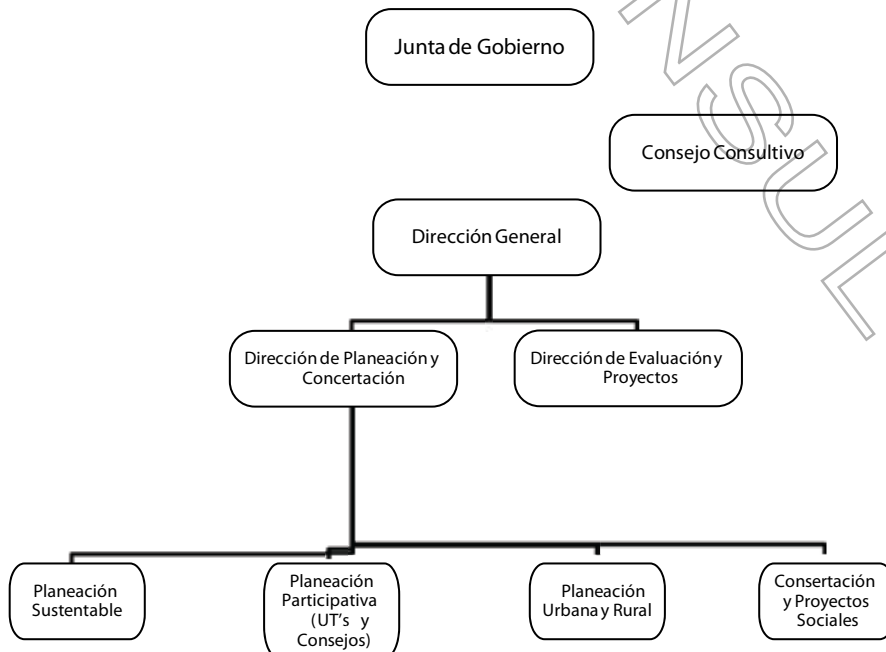 Junta de Gobierno
Consejo Consultivo
Dirección General
Dirección de Planeación y
Concertación
Dirección de Evaluación y
Proyectos
Planeación
Sustentable
Planeación
Participativa
(UT's y
Consejos)
Planeación
Urbana y Rural
Consertación
y Proyectos
Sociales
NSUL